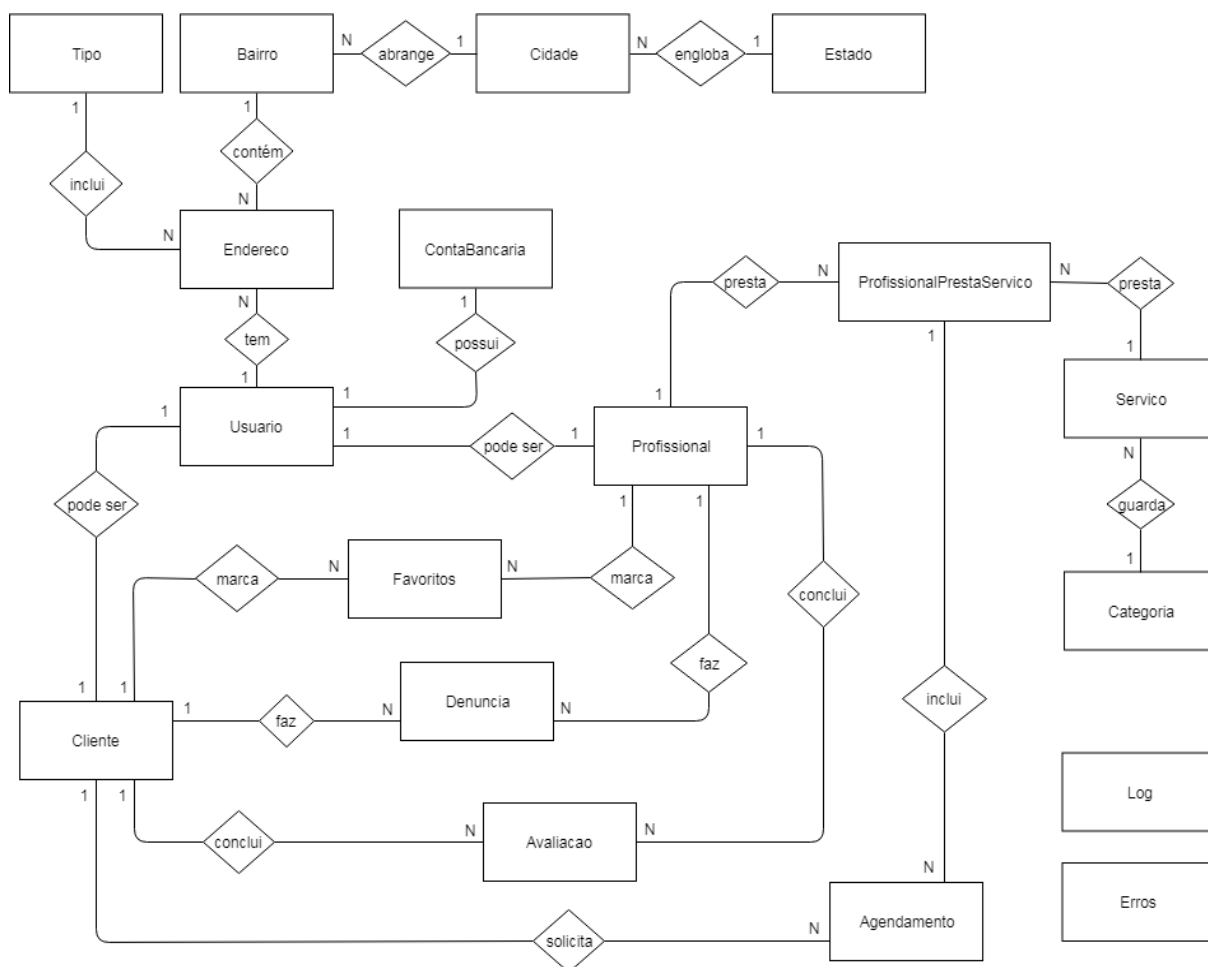 Tipo
Bairro
N
abrange
1
Cidade
N
engloba
1
Estado
1
1
contém
inclui
N
N
Endereco
ContaBancaria
N
1
tem
possui
1
1
Usuario
1
1
pode ser
1
Profissional
1
1
1
1
presta
N
ProfissionalPrestaServico
N
presta
1
1
Servico
N
guarda
1
Categoria
1
pode ser
1
1
marca
N
Favoritos
N
marca
conclui
faz
Cliente
1
faz
N
Denuncia
N
inclui
1
1
conclui
N
Avaliacao
N
N
solicita
N
Agendamento
Log
Erros